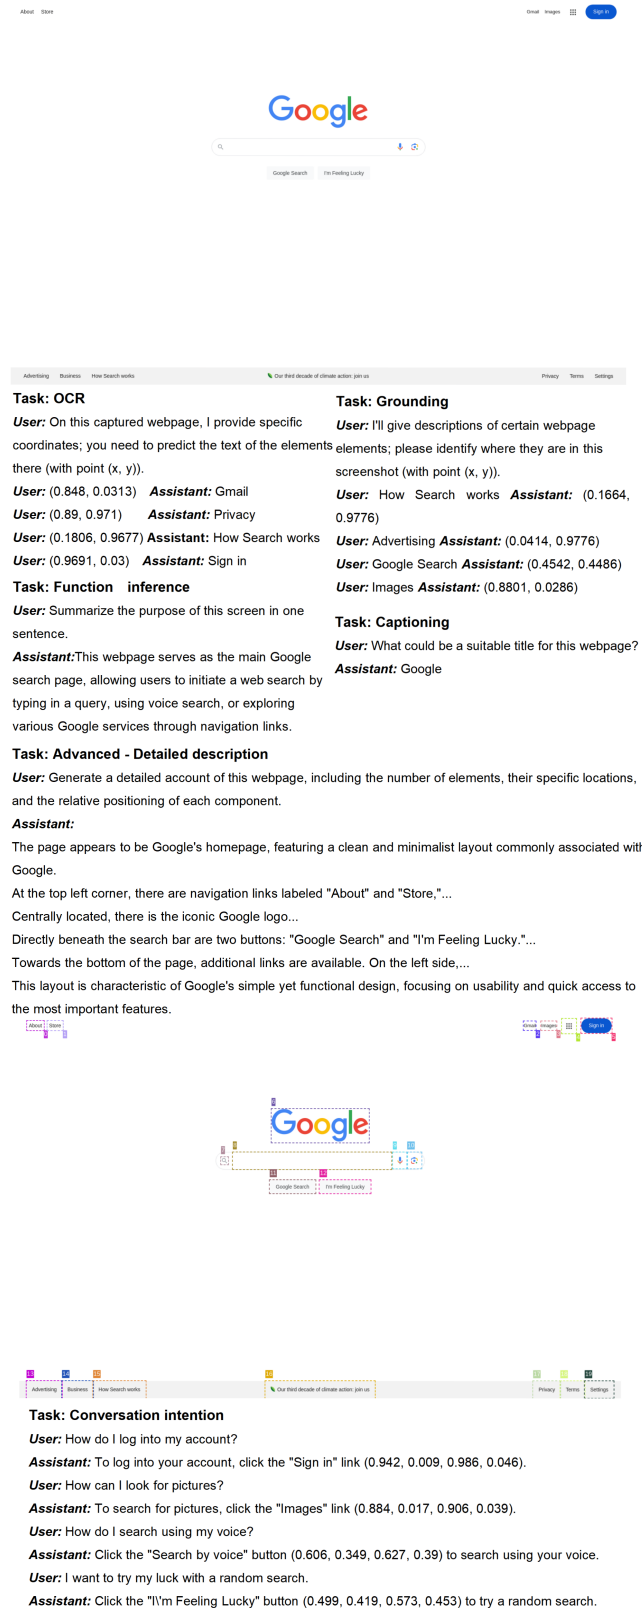 About Store Gmail Images Sign in
Google
Google Search I'm Feeling Lucky
Advertising Business How Search works Our third decade of climate action: join us Privacy Terms Settings
Task: OCR
User: On this captured webpage, I provide specific
coordinates; you need to predict the text of the elements
there (with point (x, y)).
User: (0.848, 0.0313) Assistant: Gmail
User: (0.89, 0.971) Assistant: Privacy
User: (0.1806, 0.9677) Assistant: How Search works
User: (0.9691, 0.03) Assistant: Sign in
Task: Function inference
User: Summarize the purpose of this screen in one
sentence.
Assistant:This webpage serves as the main Google
search page, allowing users to initiate a web search by
typing in a query, using voice search, or exploring
various Google services through navigation links.
Task: Grounding
User: I'll give descriptions of certain webpage
elements; please identify where they are in this
screenshot (with point (x, y)).
User: How Search works Assistant: (0.1664,
0.9776)
User: Advertising Assistant: (0.0414, 0.9776)
User: Google Search Assistant: (0.4542, 0.4486)
User: Images Assistant: (0.8801, 0.0286)
Task: Captioning
User: What could be a suitable title for this webpage?
Assistant: Google
Task: Advanced - Detailed description
User: Generate a detailed account of this webpage, including the number of elements, their specific locations,
and the relative positioning of each component.
Assistant:
The page appears to be Google's homepage, featuring a clean and minimalist layout commonly associated with
Google.
At the top left corner, there are navigation links labeled "About" and "Store,"...
Centrally located, there is the iconic Google logo...
Directly beneath the search bar are two buttons: "Google Search" and "I'm Feeling Lucky."...
Towards the bottom of the page, additional links are available. On the left side,...
This layout is characteristic of Google's simple yet functional design, focusing on usability and quick access to
the most important features.
About Store Gmail Images Sign in
Google
9 10
11 12
Google Search I'm Feeling Lucky
13 14 15 16
Advertising Business How Search works Our third decade of climate action: join us Privacy Terms Settings
Task: Conversation intention
User: How do I log into my account?
Assistant: To log into your account, click the "Sign in" link (0.942, 0.009, 0.986, 0.046).
User: How can I look for pictures?
Assistant: To search for pictures, click the "Images" link (0.884, 0.017, 0.906, 0.039).
User: How do I search using my voice?
Assistant: Click the "Search by voice" button (0.606, 0.349, 0.627, 0.39) to search using your voice.
User: I want to try my luck with a random search.
Assistant: Click the "I\'m Feeling Lucky" button (0.499, 0.419, 0.573, 0.453) to try a random search.